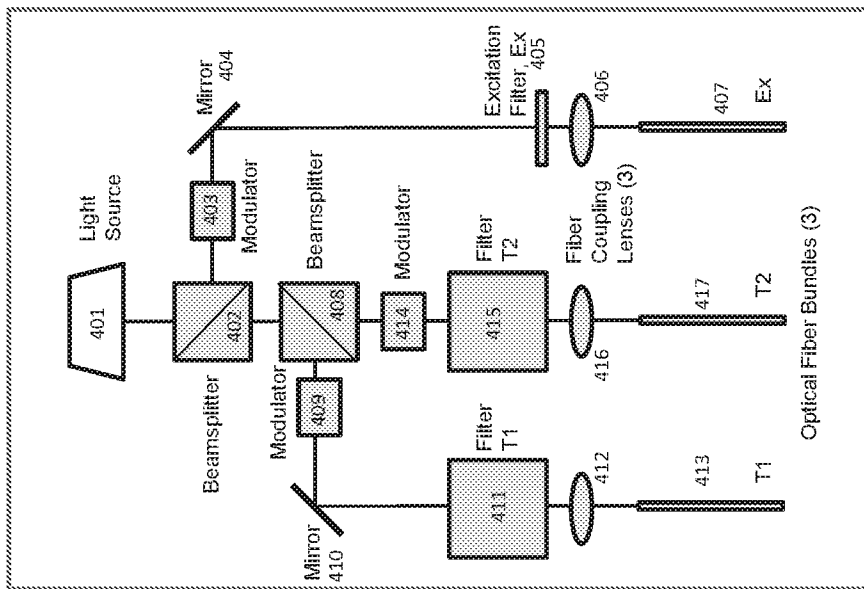 Light
Source
401
Beamsplitter
402
403
Modulator
Mirror
404
Beamsplitter
408
Modulator
409
Mirror
410
Modulator
414
Filter
T1
411
Filter
T2
415
Excitation
Filter, Ex
405
412
416
Fiber
Coupling
Lenses (3)
406
413
417
407
T1
T2
Ex
Optical Fiber Bundles (3)